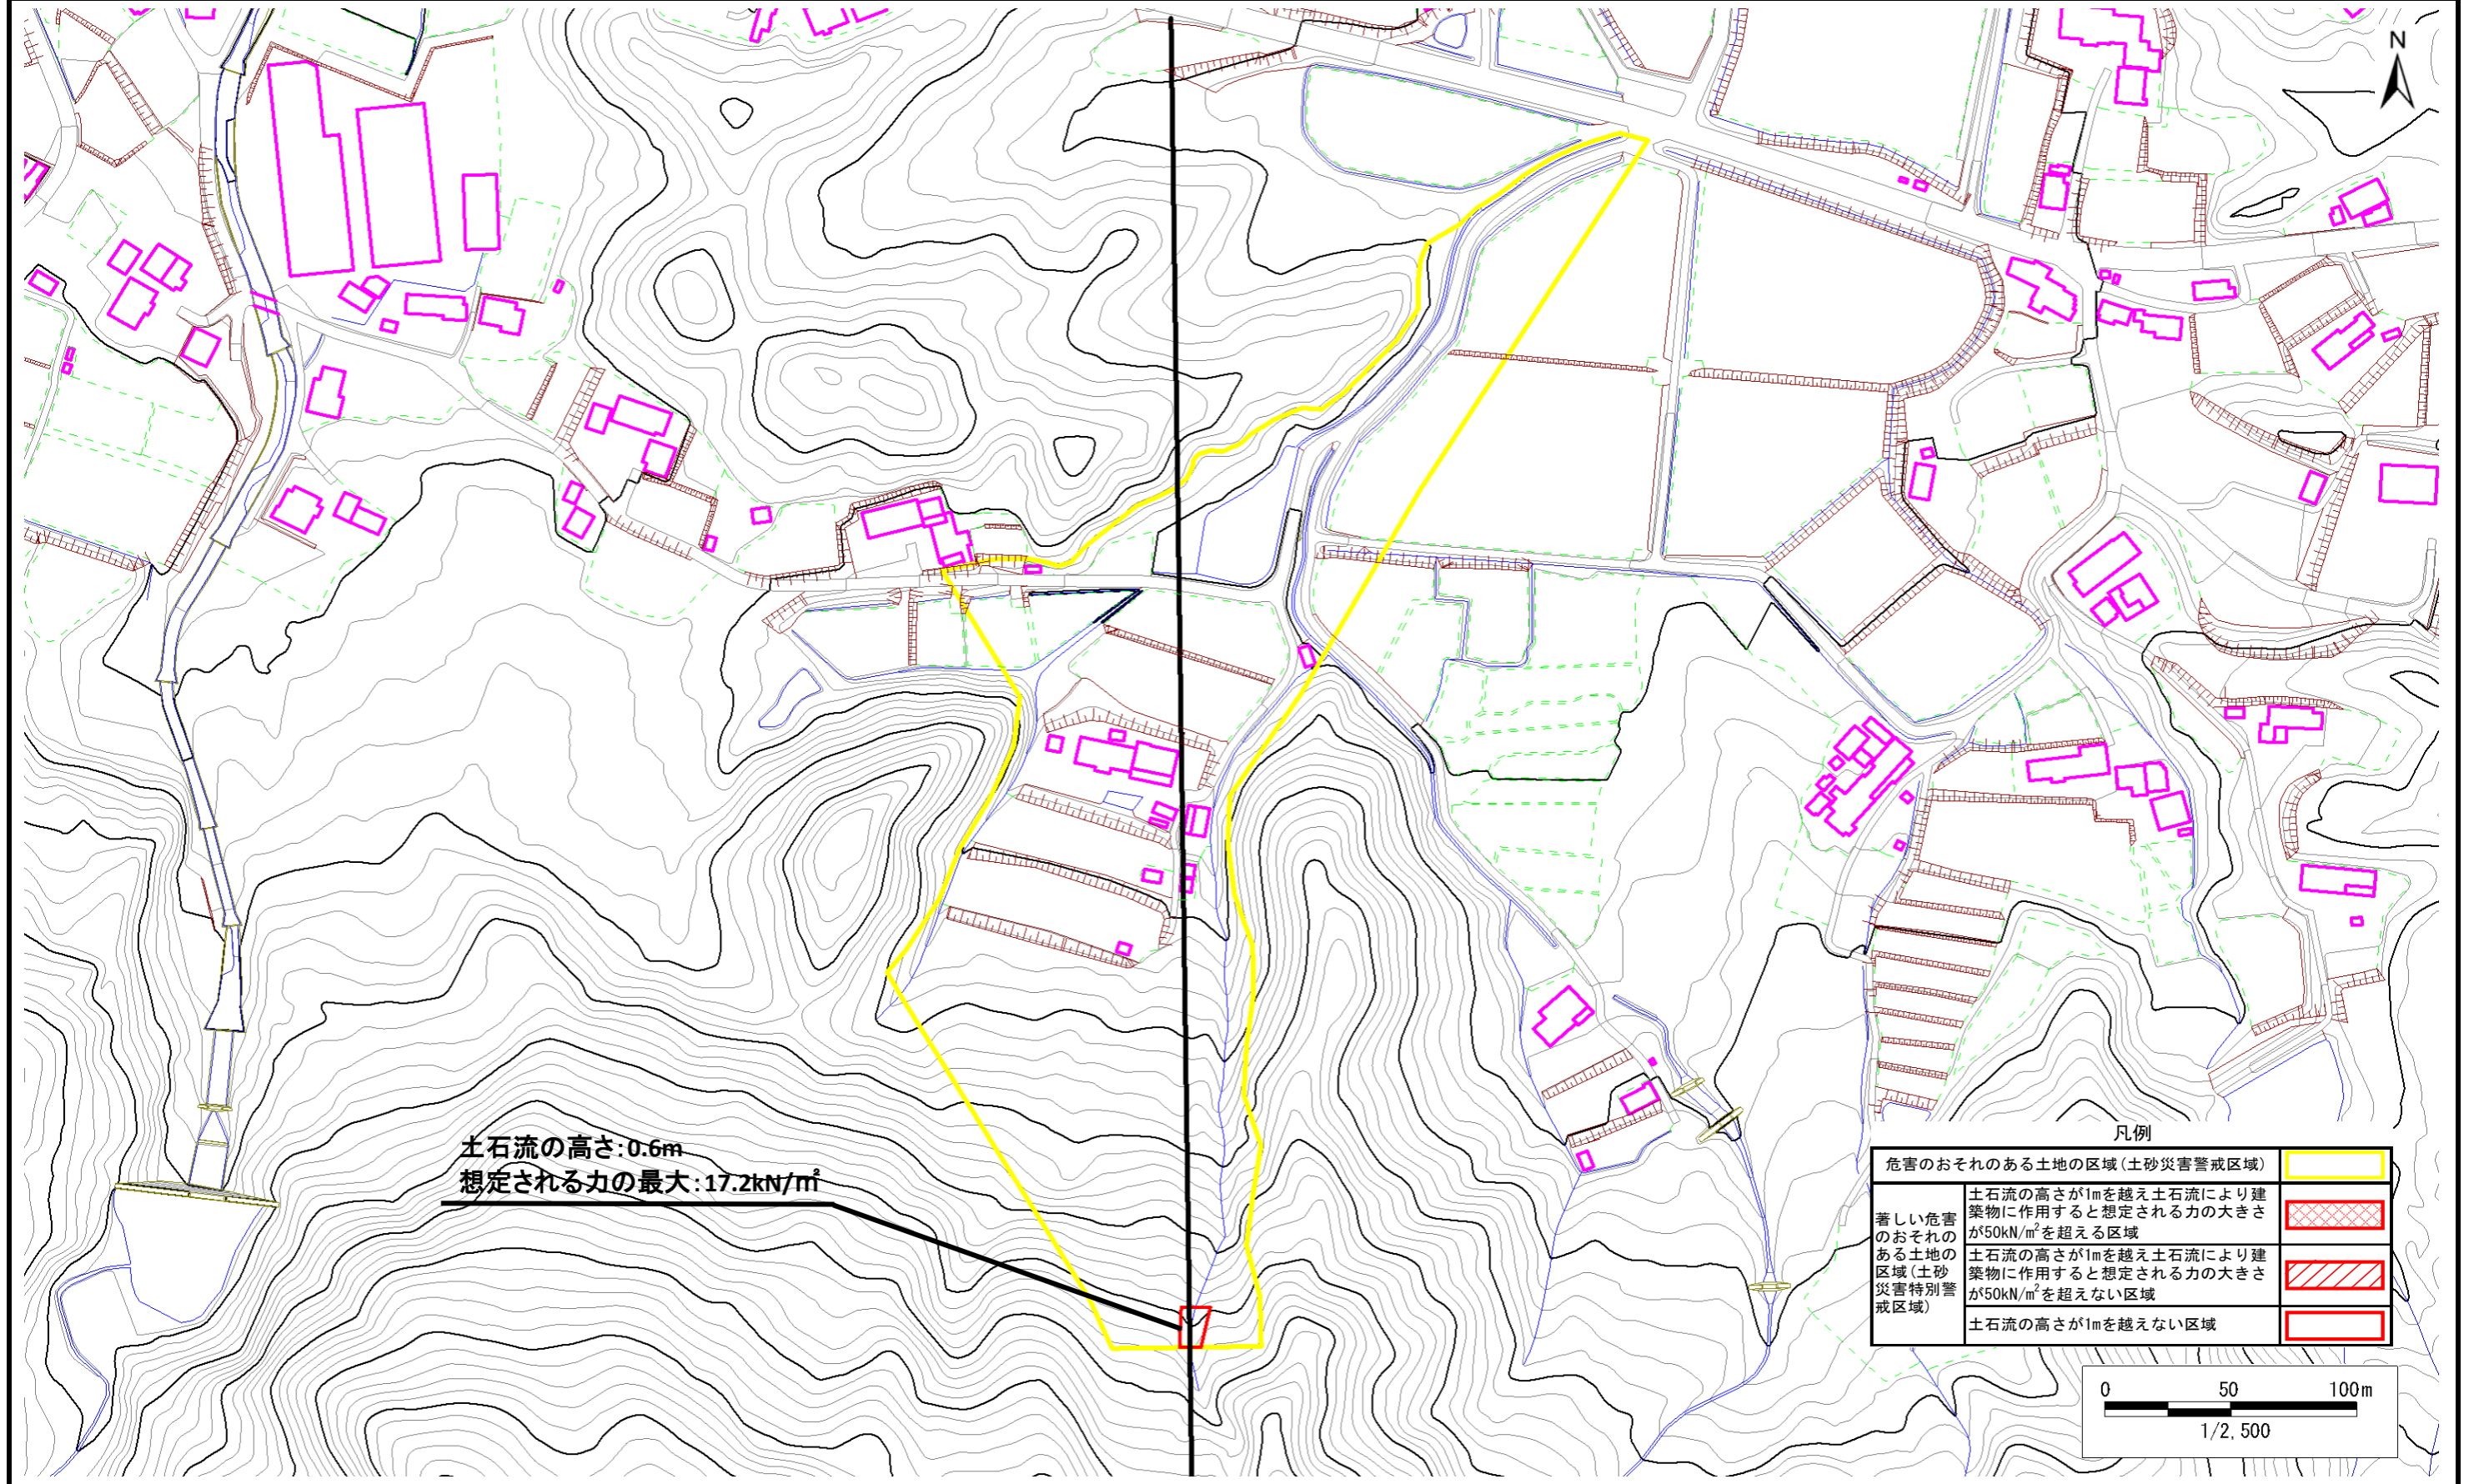 N
土石流の高さ:0.6m
想定される力の最大:17.2kN/㎡
凡例
危害のおそれのある土地の区域(土砂災害警戒区域)
著しい危害
のおそれの
ある土地の
区域(土砂
災害特別警
戒区域)
土石流の高さが1mを越え土石流により建
築物に作用すると想定される力の大きさ
が50kN/m²を超える区域
土石流の高さが1mを越え土石流により建
築物に作用すると想定される力の大きさ
が50kN/m²を超えない区域
土石流の高さが1mを越えない区域
0 50 100m
1/2,500